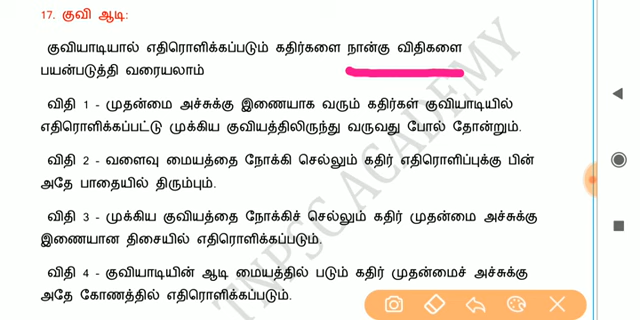 17. குவி ஆடி:
குவியாடியால் எதிரொளிக்கப்படும் கதிர்களை நான்கு விதிகளை
பயன்படுத்தி வரையலாம்
விதி 1 - முதன்மை அச்சுக்கு இணையாக வரும் கதிர்கள் குவியாடியில்
எதிரொளிக்கப்பட்டு முக்கிய குவியத்திலிருந்து வருவது போல் தோன்றும்.
விதி 2 - வளைவு மையத்தை நோக்கி செல்லும் கதிர் எதிரொளிப்புக்கு பின்
அதே பாதையில் திரும்பும்.
விதி 3 - முக்கிய குவியத்தை நோக்கிச் செல்லும் கதிர் முதன்மை அச்சுக்கு
இணையான திசையில் எதிரொளிக்கப்படும்.
விதி 4 - குவியாடியின் ஆடி மையத்தில் படும் கதிர் முதன்மைச் அச்சுக்கு
அதே கோணத்தில் எதிரொளிக்கப்படும்.
TNPSC ACADEMY